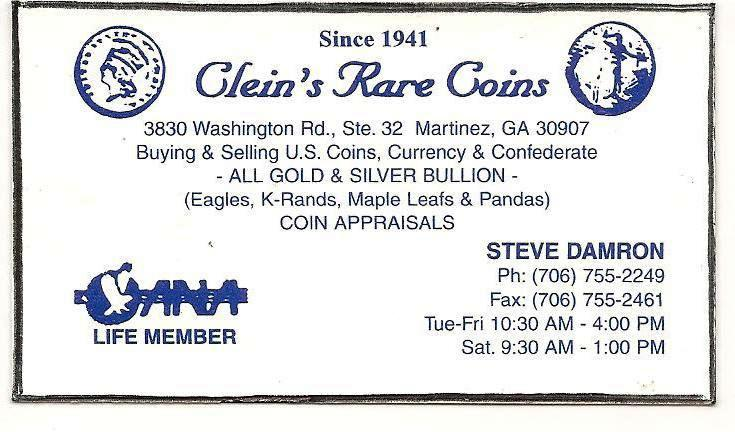 Since 1941
Clein's Rare Coins
3830 Washington Rd., Ste. 32 Martinez, GA 30907
Buying & Selling U.S. Coins, Currency & Confederate
- ALL GOLD & SILVER BULLION -
(Eagles, K-Rands, Maple Leafs & Pandas)
COIN APPRAISALS
STEVE DAMRON
Ph: (706) 755-2249
Fax: (706) 755-2461
Tue-Fri 10:30 AM - 4:00 PM
Sat. 9:30 AM - 1:00 PM
ANA
LIFE MEMBER